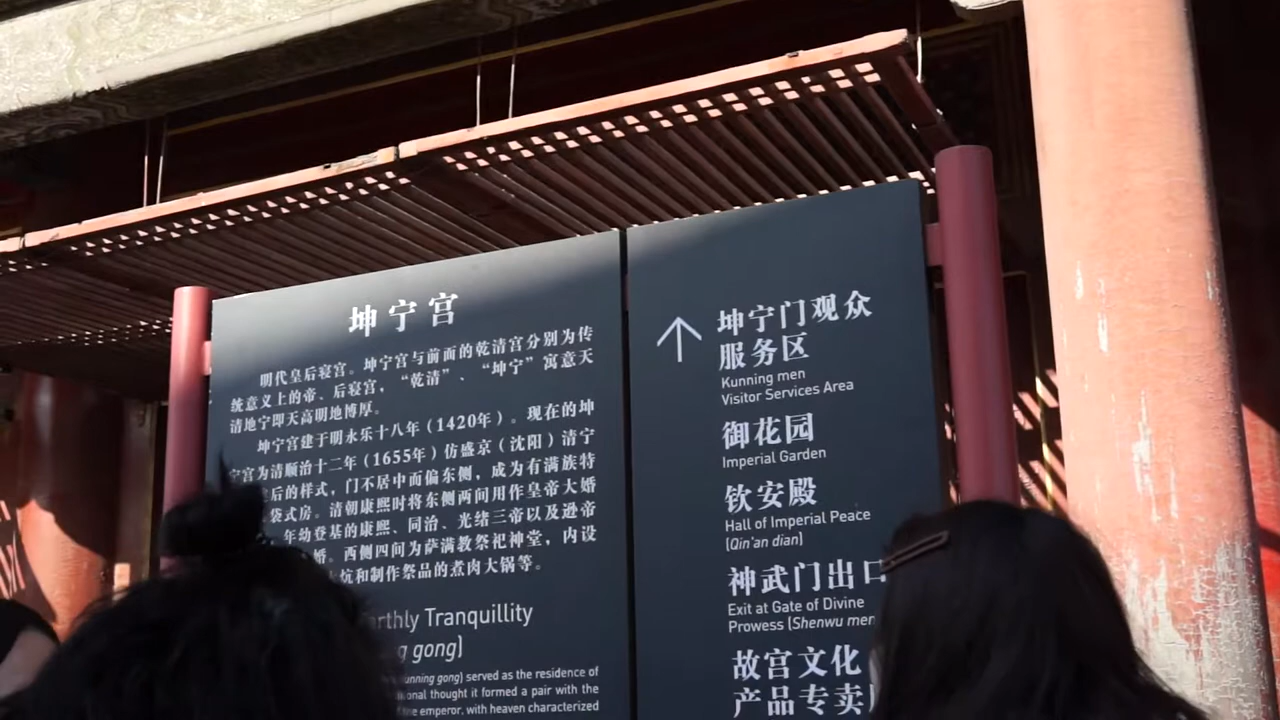 坤宁宫
明代皇后寝宫。坤宁宫与前面的乾清宫分别为传
统意义上的帝、后寝宫，“乾清”、“坤宁”寓意天
清地宁即天高明地博厚。
坤宁宫建于明永乐十八年（1420年）。现在的坤
宁宫为清顺治十二年（1655年）仿盛京（沈阳）清宁
后的样式，门不居中而偏东侧，成为有满族特
袋式房。清朝康熙时将东侧两间用作皇帝大婚
年幼登基的康熙、同治、光绪三帝以及逊帝
婚。西侧四间为萨满教祭祀神堂，内设
炕和制作祭品的煮肉大锅等。
Tranquillity
gong)
gong) served as the residence of
thought it formed a pair with the
emperor, with heaven characterized
坤宁门观众
服务区
Kunning men
Visitor Services Area
御花园
Imperial Garden
钦安殿
Hall of Imperial Peace
(Qin'an dian)
神武门出口
Exit at Gate of Divine
Prowess (Shenwu men
故宫文化
产品专卖